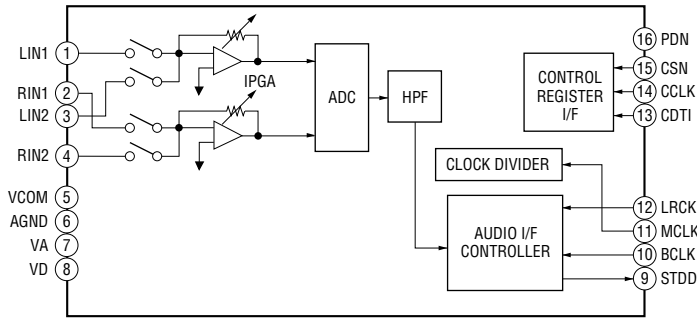 LIN1 1
RIN1 2
LIN2 3
RIN2 4
VCOM 5
AGND 6
VA 7
VD 8
IPGA
ADC
HPF
CONTROL
REGISTER
I/F
CLOCK DIVIDER
AUDIO I/F
CONTROLLER
16 PDN
15 CSN
14 CCLK
13 CDTI
12 LRCK
11 MCLK
10 BCLK
9 STDD